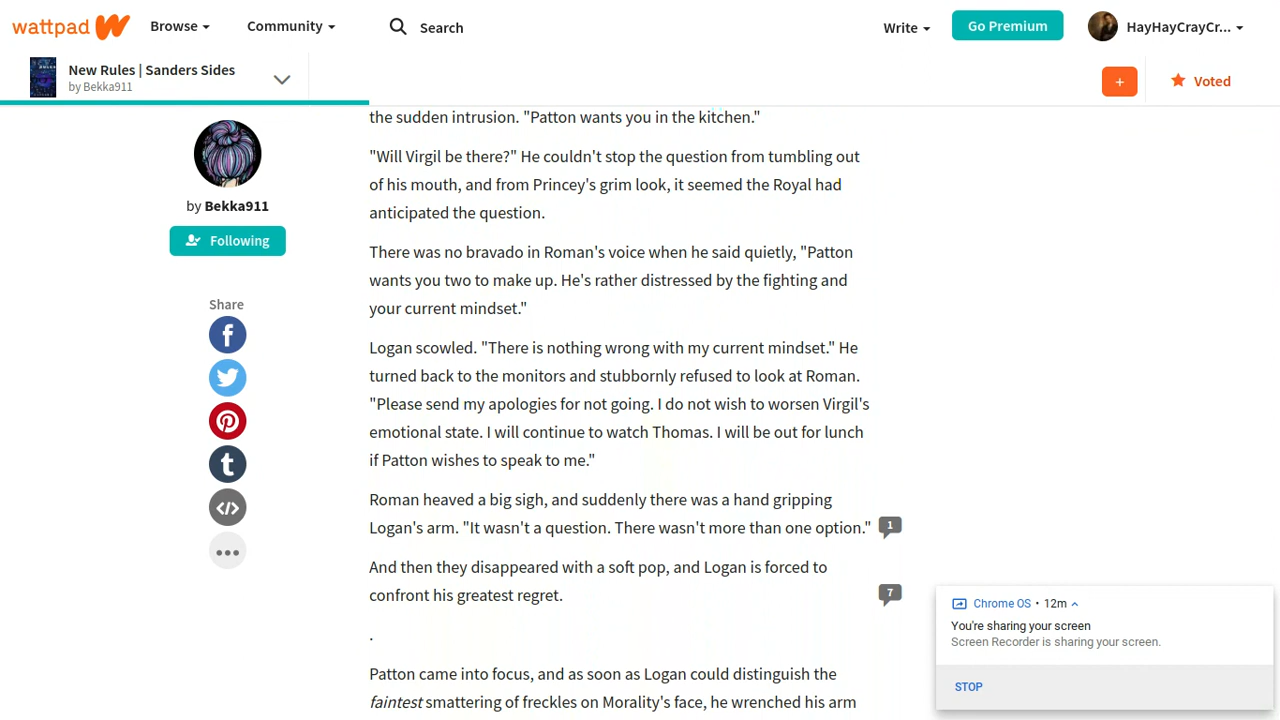 wattpad
Browse
Community
Search
Write
Go Premium
HayHayCrayCr...
New Rules | Sanders Sides
by Bekka911
+
Voted
by Bekka911
Following
Share
the sudden intrusion. "Patton wants you in the kitchen."
"Will Virgil be there?" He couldn't stop the question from tumbling out
of his mouth, and from Princey's grim look, it seemed the Royal had
anticipated the question.
There was no bravado in Roman's voice when he said quietly, "Patton
wants you two to make up. He's rather distressed by the fighting and
your current mindset."
Logan scowled. "There is nothing wrong with my current mindset." He
turned back to the monitors and stubbornly refused to look at Roman.
"Please send my apologies for not going. I do not wish to worsen Virgil's
emotional state. I will continue to watch Thomas. I will be out for lunch
if Patton wishes to speak to me."
Roman heaved a big sigh, and suddenly there was a hand gripping
Logan's arm. "It wasn't a question. There wasn't more than one option."
1
And then they disappeared with a soft pop, and Logan is forced to
confront his greatest regret.
7
.
Patton came into focus, and as soon as Logan could distinguish the
faintest smattering of freckles on Morality's face, he wrenched his arm
Chrome OS • 12m
You're sharing your screen
Screen Recorder is sharing your screen.
STOP